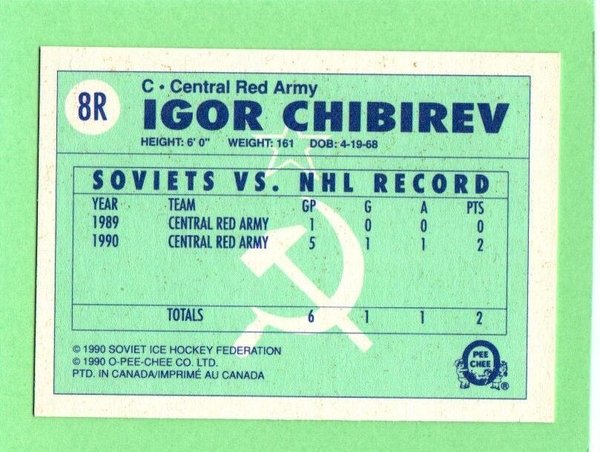 8R
C • Central Red Army
IGOR CHIBIREV
HEIGHT: 6' 0" WEIGHT: 161 DOB: 4-19-68
SOVIETS VS. NHL RECORD
YEAR TEAM GP G A PTS
1989 CENTRAL RED ARMY 1 0 0 0
1990 CENTRAL RED ARMY 5 1 1 2
TOTALS 6 1 1 2
© 1990 SOVIET ICE HOCKEY FEDERATION
© 1990 O-PEE-CHEE CO. LTD.
PTD. IN CANADA/IMPRIMÉ AU CANADA
O
PEE
CHEE
®